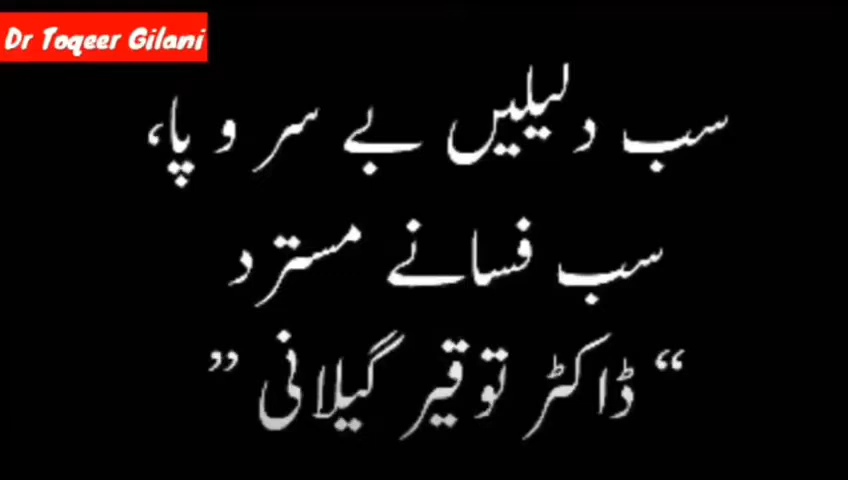 Dr Toqeer Gilani
سب دلیلیں بے سر و پا،
سب فسانے مسترد
“ ڈاکٹر توقیر گیلانی ”